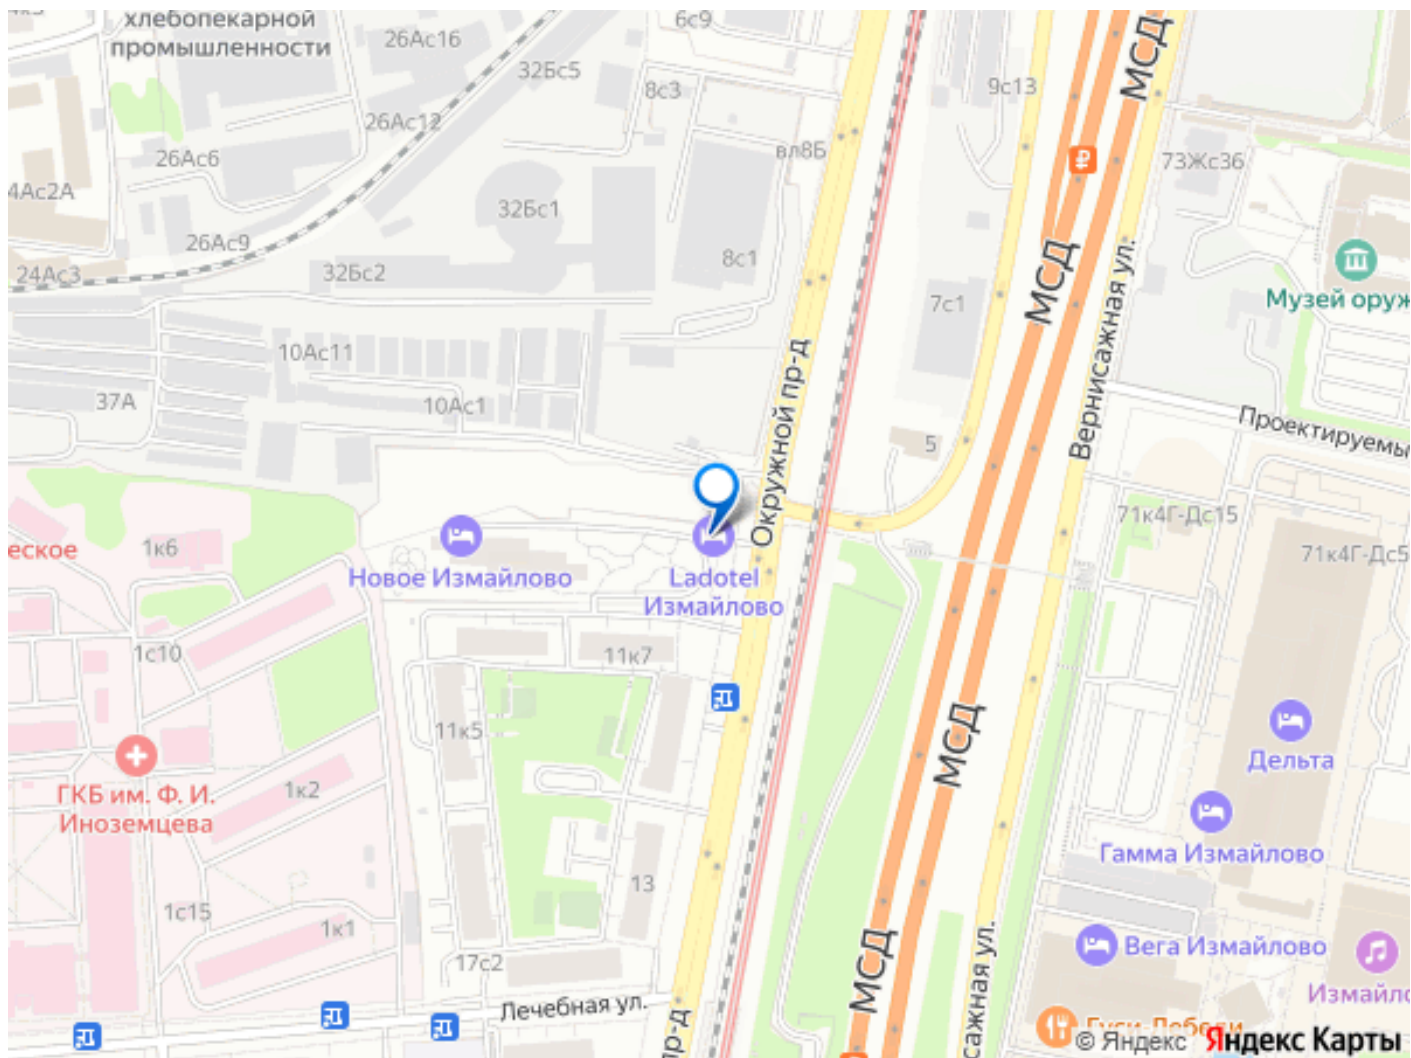 хлебопекарной
промышленности
26Ас16
6с9
32Бс5
8с3
9с13
МСД
26Ас12
вл8Б
26Ас6
73Жс36
4Ас2А
32Бс1
26Ас9
8с1
МСД
Вернисажная ул.
24Ас3
32Бс2
Музей оруж
7с1
10Ас11
Окружной пр-д
37А
10Ас1
5
Проектируемы
71к4Г-Дс15
71к4Г-Дс5
еское
1к6
Новое Измайлово
Ladotel
Измайлово
1с10
11к7
11к5
МСД
Дельта
ГКБ им. Ф. И.
Иноземцева
1к2
Гамма Измайлово
13
1с15
1к1
17с2
Вега Измайлово
МСД
сажная ул.
Измайло
Лечебная ул.
пр-д
Гуси-Лебеди
© Яндекс Яндекс Карты